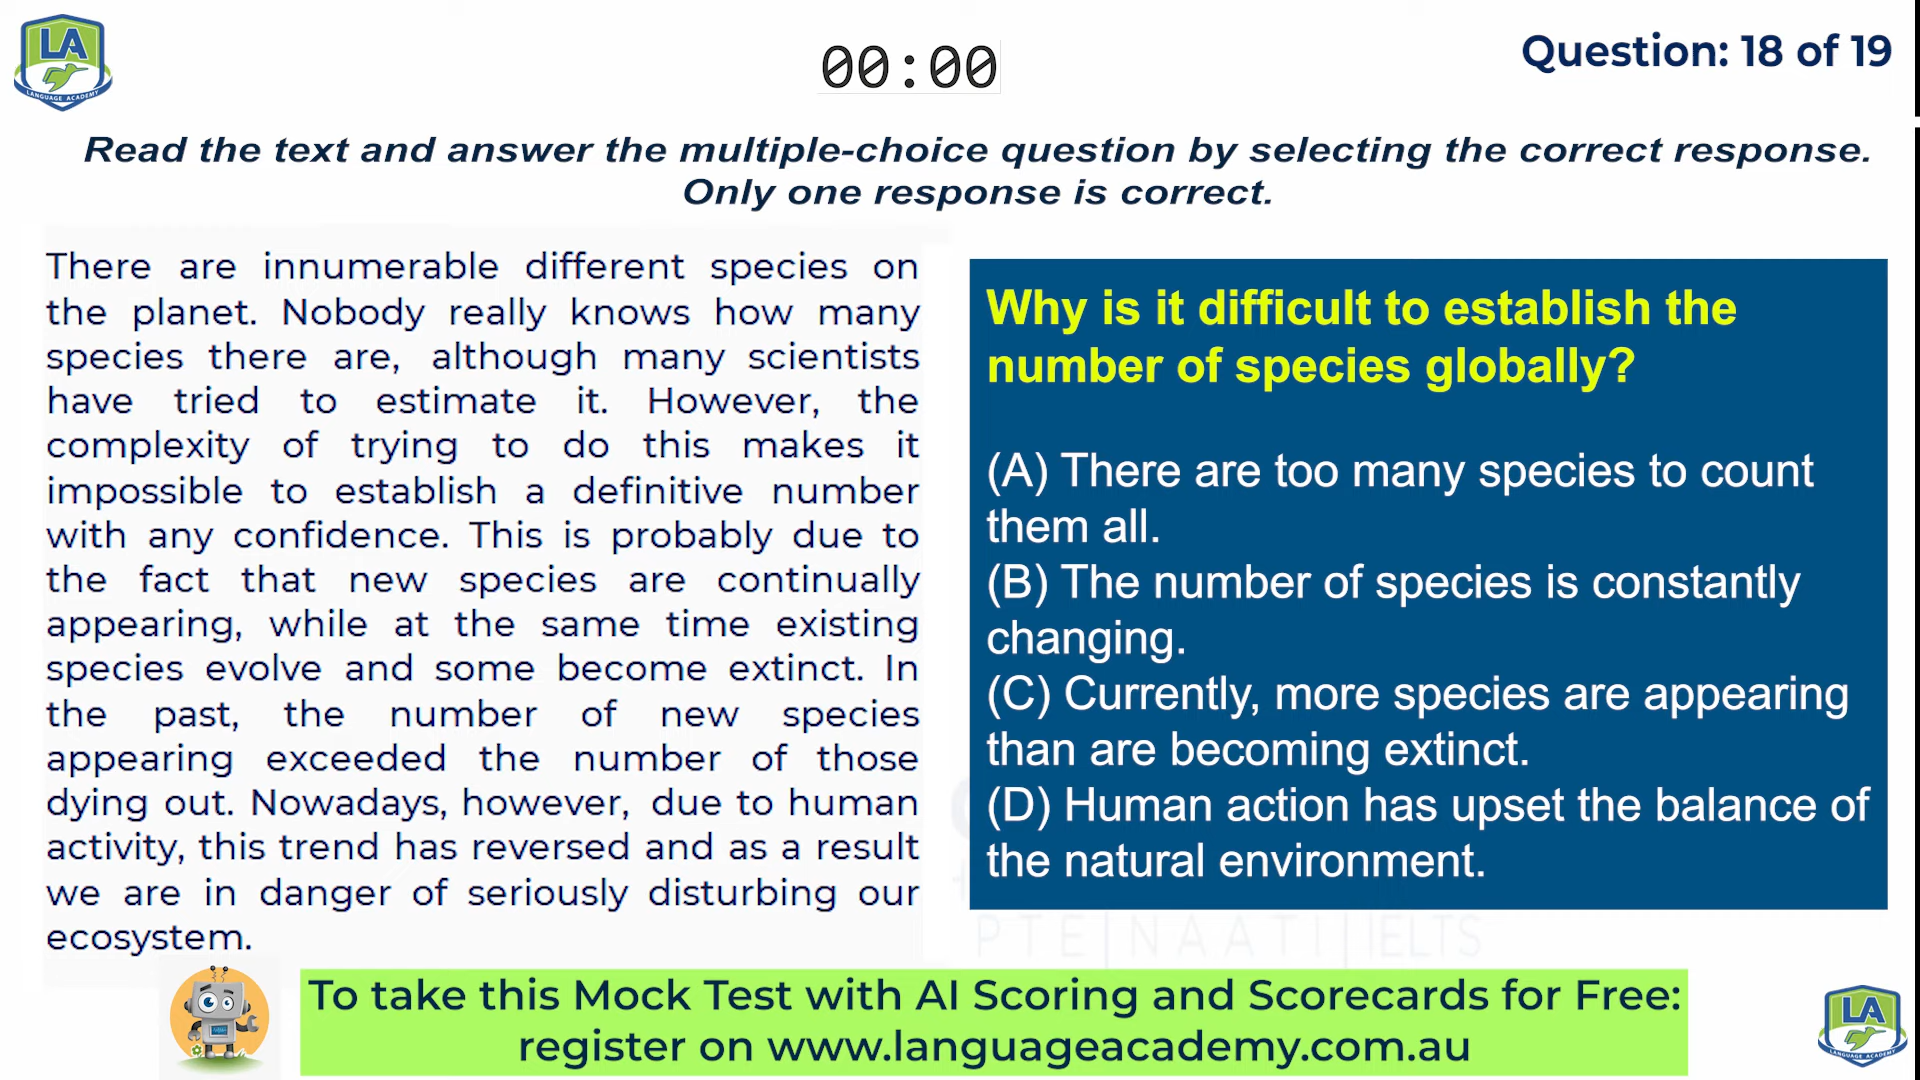 LA
LANGUAGE ACADEMY
00:00
Question: 18 of 19
Read the text and answer the multiple-choice question by selecting the correct response.
Only one response is correct.
There are innumerable different species on
the planet. Nobody really knows how many
species there are, although many scientists
have tried to estimate it. However, the
complexity of trying to do this makes it
impossible to establish a definitive number
with any confidence. This is probably due to
the fact that new species are continually
appearing, while at the same time existing
species evolve and some become extinct. In
the past, the number of new species
appearing exceeded the number of those
dying out. Nowadays, however, due to human
activity, this trend has reversed and as a result
we are in danger of seriously disturbing our
ecosystem.
Why is it difficult to establish the
number of species globally?
(A) There are too many species to count
them all.
(B) The number of species is constantly
changing.
(C) Currently, more species are appearing
than are becoming extinct.
(D) Human action has upset the balance of
the natural environment.
PTE | NAATI | IELTS
To take this Mock Test with AI Scoring and Scorecards for Free:
register on www.languageacademy.com.au
LA
LANGUAGE ACADEMY